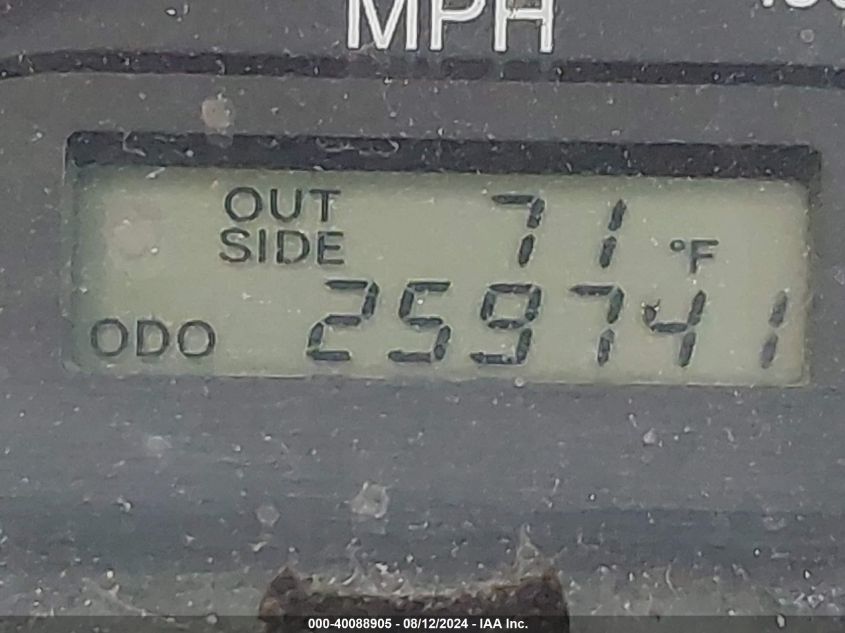 MPH
OUT 71 °F
SIDE
ODO 259741
000-40088905 - 08/12/2024 - IAA Inc.